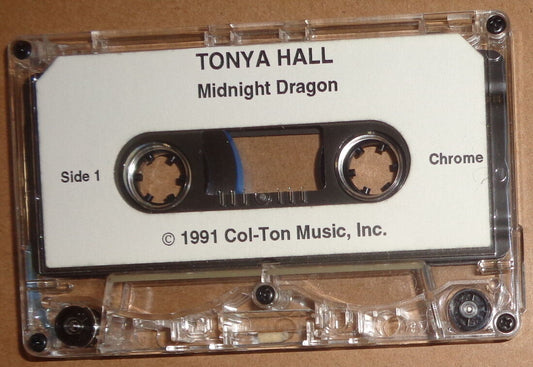 TONYA HALL
Midnight Dragon
Side 1
Chrome
© 1991 Col-Ton Music, Inc.